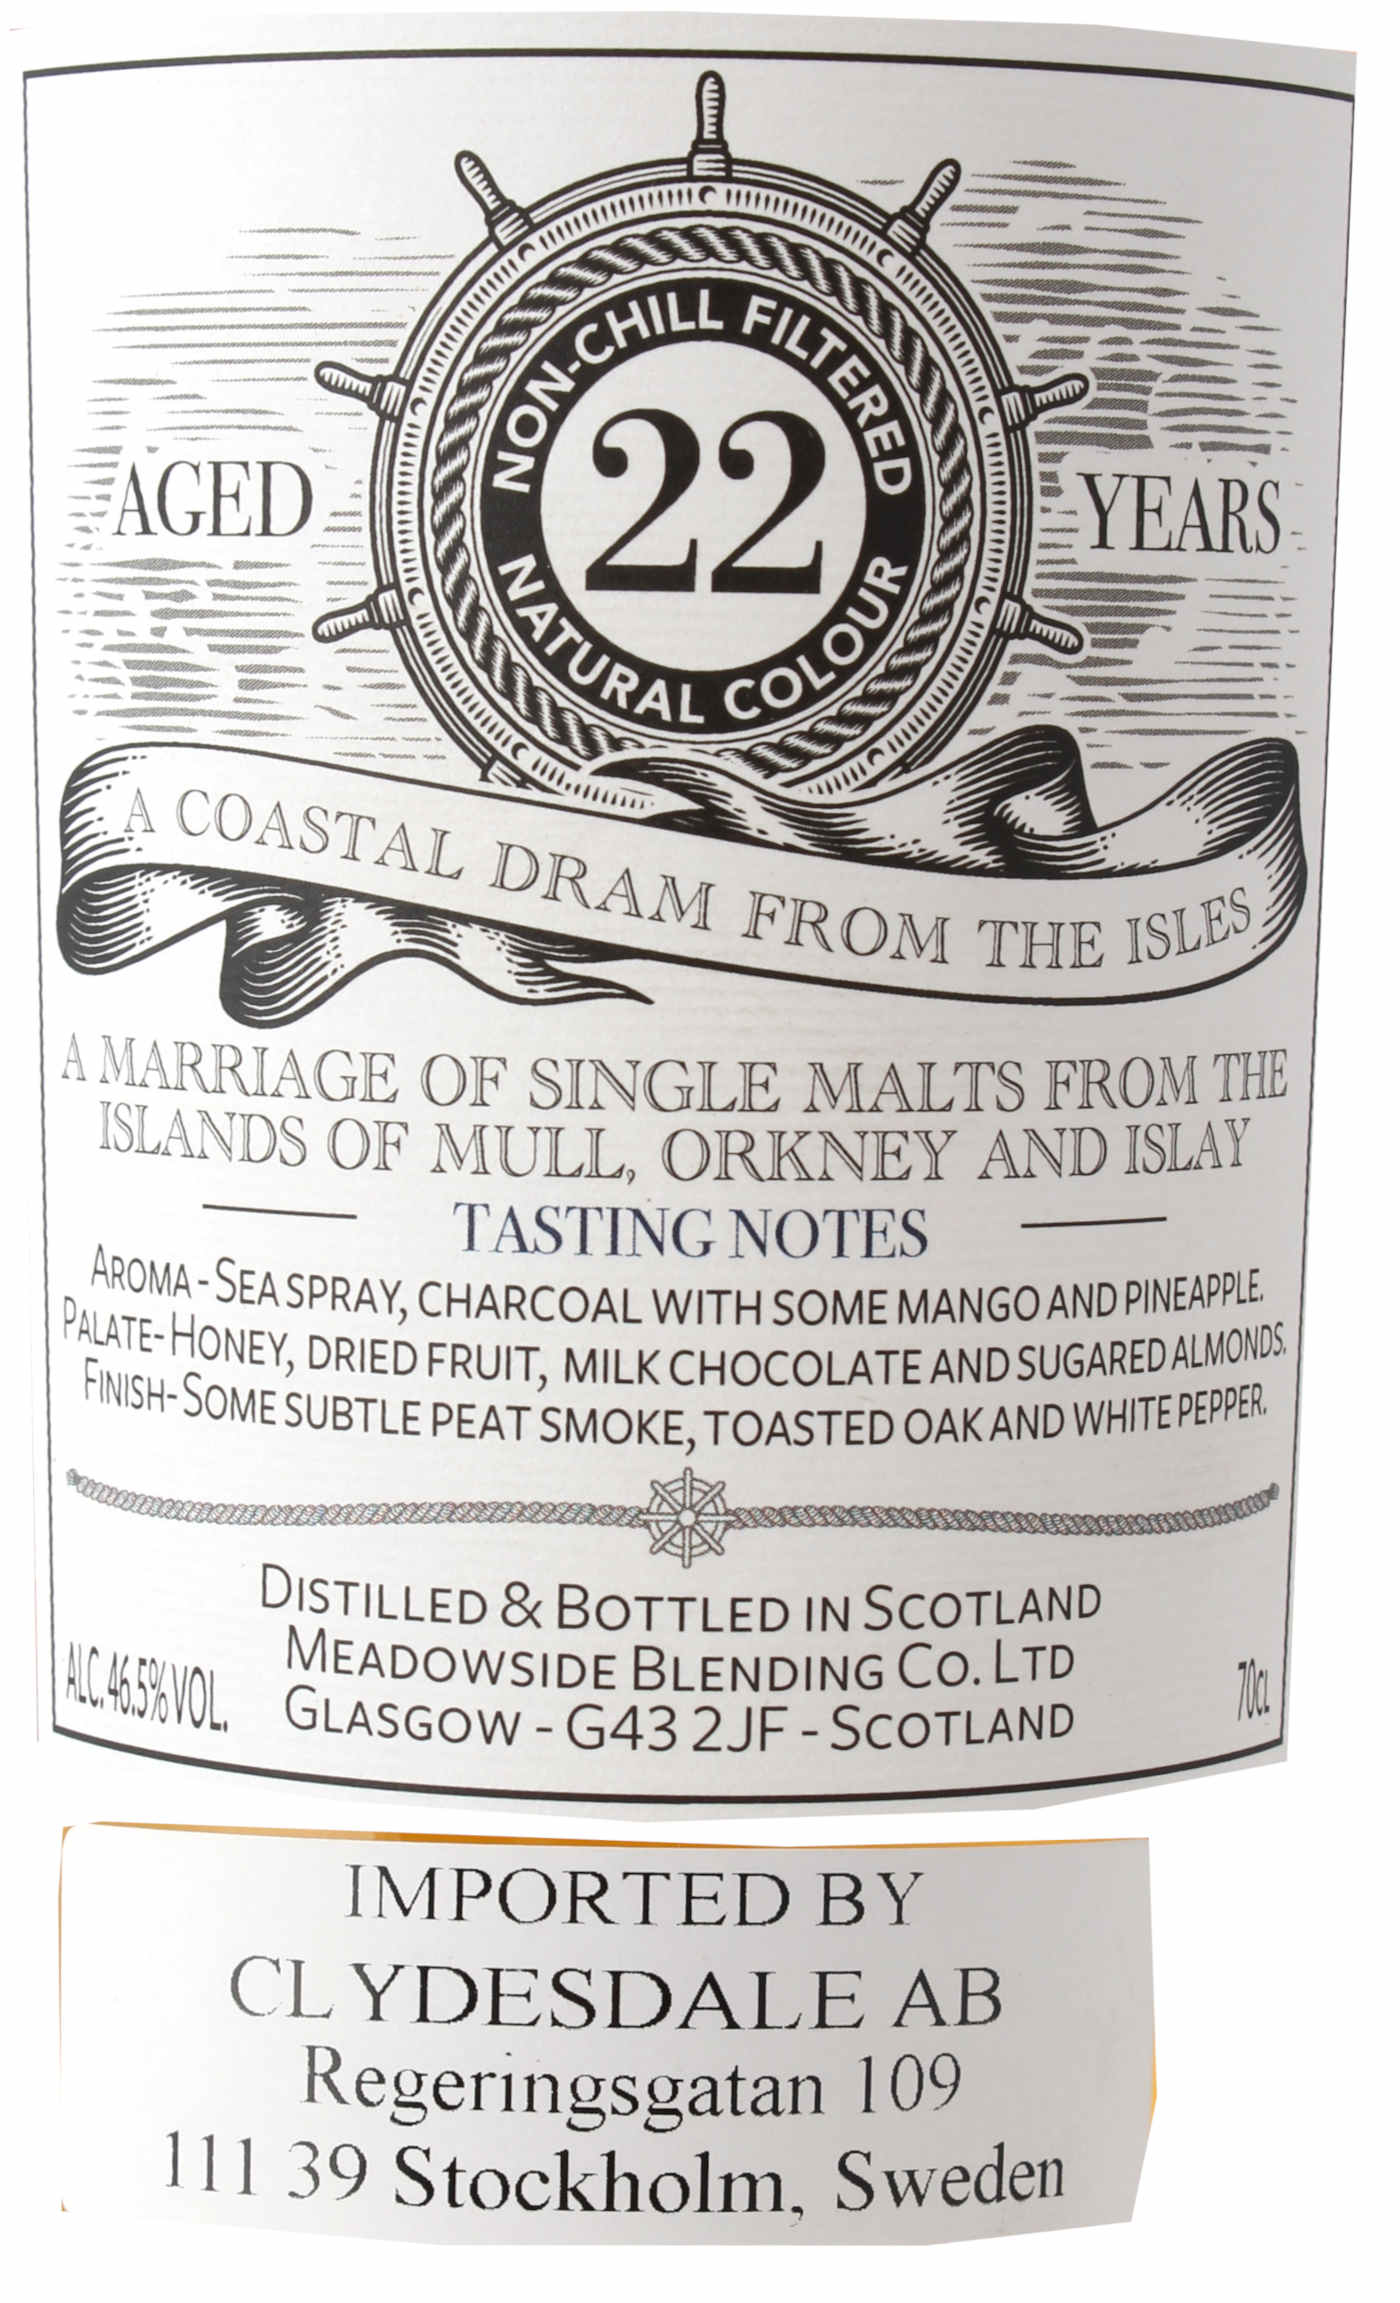 NON-CHILL FILTERED
AGED 22 YEARS
NATURAL COLOUR
A COASTAL DRAM FROM THE ISLES
A MARRIAGE OF SINGLE MALTS FROM THE
ISLANDS OF MULL, ORKNEY AND ISLAY
TASTING NOTES
AROMA - SEA SPRAY, CHARCOAL WITH SOME MANGO AND PINEAPPLE.
PALATE- HONEY, DRIED FRUIT, MILK CHOCOLATE AND SUGARED ALMONDS.
FINISH- SOME SUBTLE PEAT SMOKE, TOASTED OAK AND WHITE PEPPER.
DISTILLED & BOTTLED IN SCOTLAND
MEADOWSIDE BLENDING CO. LTD
GLASGOW - G43 2JF - SCOTLAND
ALC. 46.5% VOL.
70CL
IMPORTED BY
CLYDESDALE AB
Regeringsgatan 109
111 39 Stockholm, Sweden